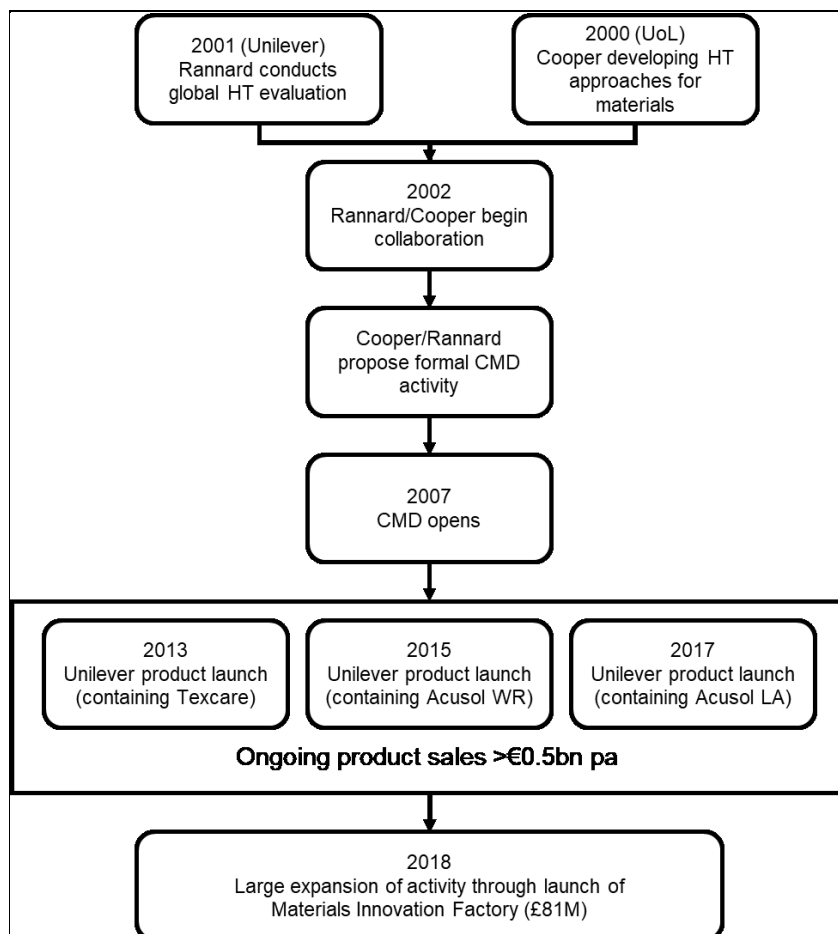 2001 (Unilever)
Rannard conducts
global HT evaluation
2000 (UoL)
Cooper developing HT
approaches for
materials
2002
Rannard/Cooper begin
collaboration
Cooper/Rannard
propose formal CMD
activity
2007
CMD opens
2013
Unilever product launch
(containing Texcare)
2015
Unilever product launch
(containing Acusol WR)
2017
Unilever product launch
(containing Acusol LA)
Ongoing product sales >€0.5bn pa
2018
Large expansion of activity through launch of
Materials Innovation Factory (£81M)